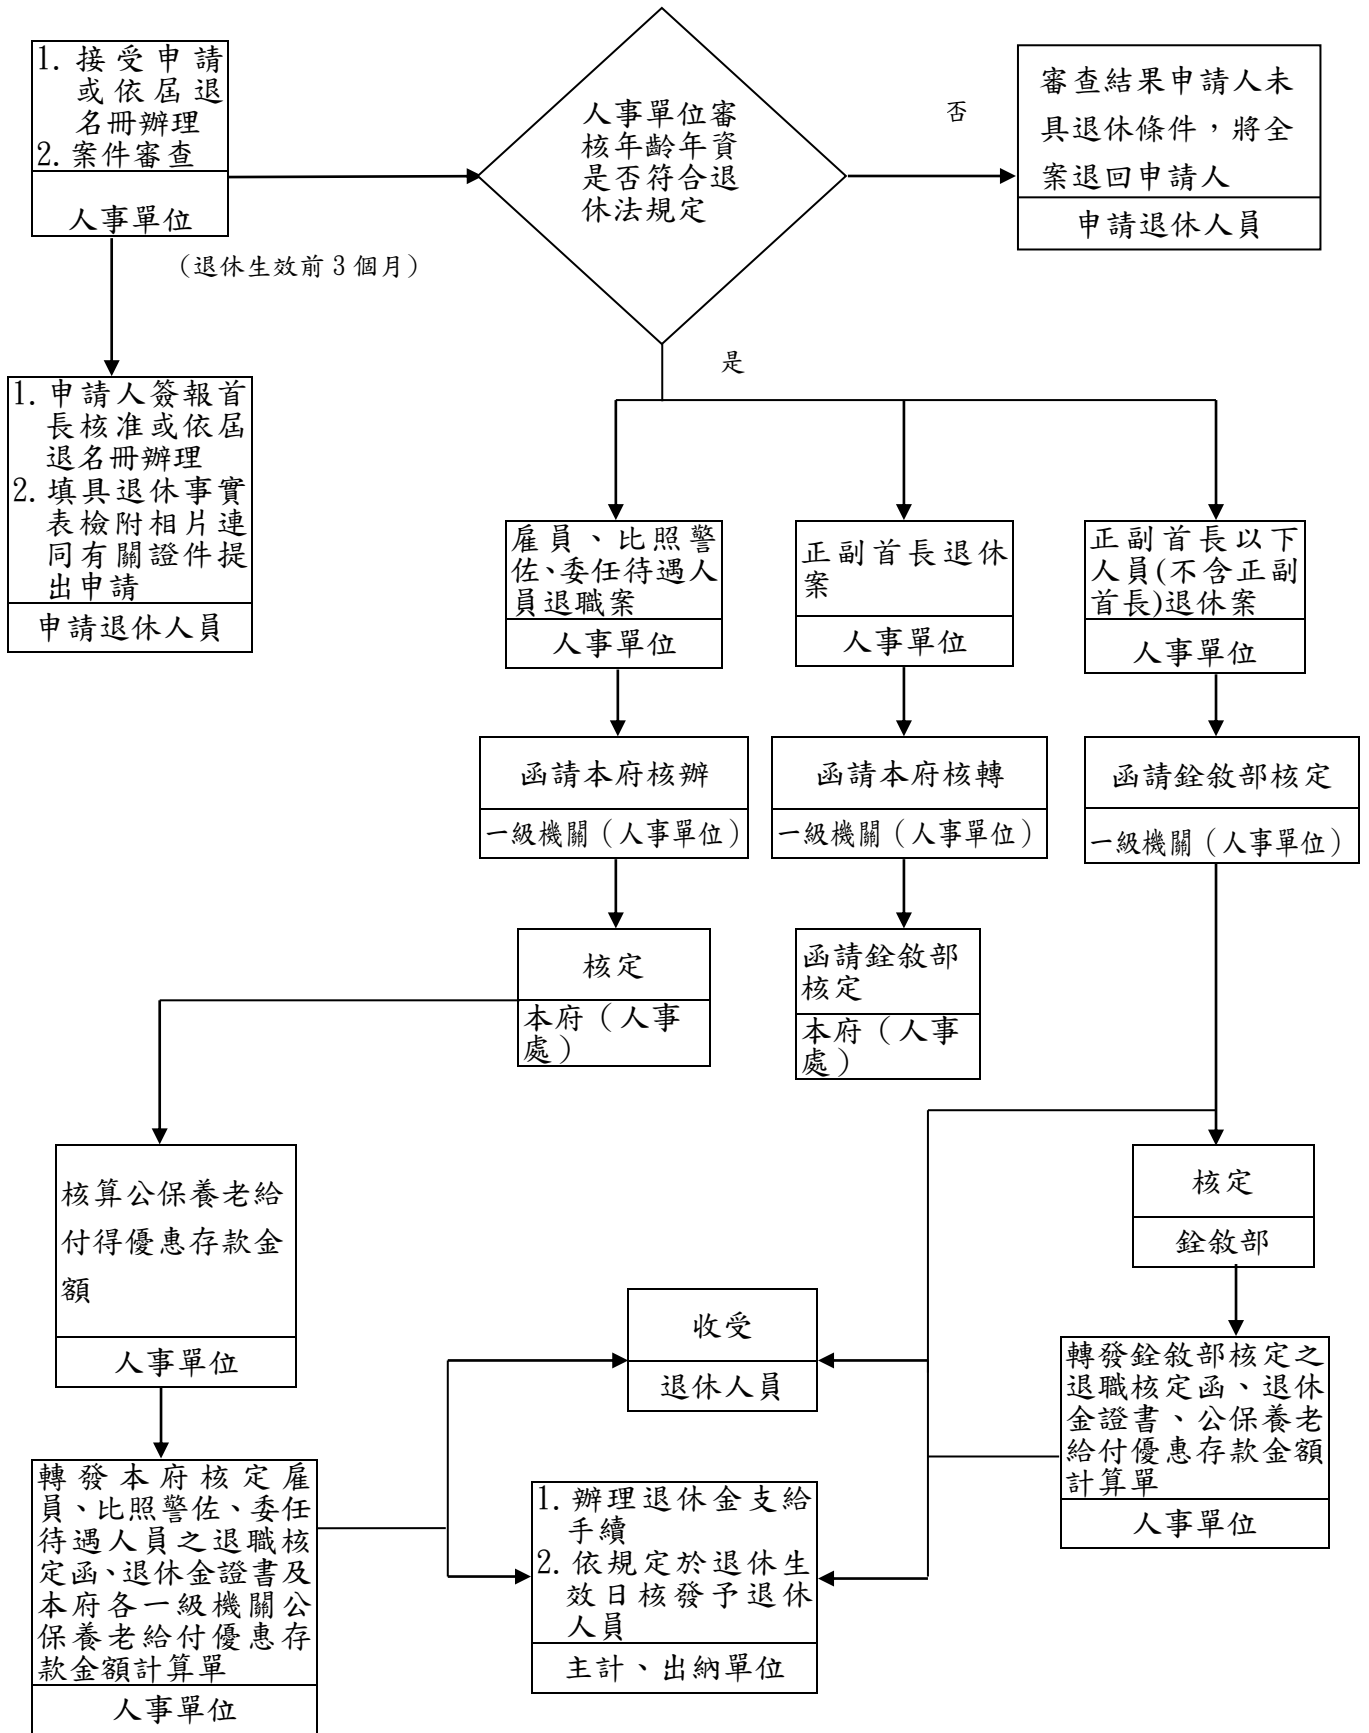 1. 接受申請
或依屆退
名冊辦理
2. 案件審查
人事單位
人事單位審
核年齡年資
是否符合退
休法規定
否
審查結果申請人未
具退休條件，將全
案退回申請人
申請退休人員
（退休生效前3個月）
是
1. 申請人簽報首
長核准或依屆
退名冊辦理
2. 填具退休事實
表檢附相片連
同有關證件提
出申請
申請退休人員
雇員、比照警
佐、委任待遇人
員退職案
人事單位
正副首長退休
案
人事單位
正副首長以下
人員(不含正副
首長)退休案
人事單位
函請本府核辦
一級機關（人事單位）
函請本府核轉
一級機關（人事單位）
函請銓敘部核定
一級機關（人事單位）
核定
本府（人事
處）
函請銓敘部
核定
本府（人事
處）
核算公保養老給
付得優惠存款金
額
人事單位
核定
銓敘部
收受
退休人員
轉發銓敘部核定之
退職核定函、退休
金證書、公保養老
給付優惠存款金額
計算單
人事單位
轉發本府核定雇
員、比照警佐、委任
待遇人員之退職核
定函、退休金證書及
本府各一級機關公
保養老給付優惠存
款金額計算單
人事單位
1. 辦理退休金支給
手續
2. 依規定於退休生
效日核發予退休
人員
主計、出納單位